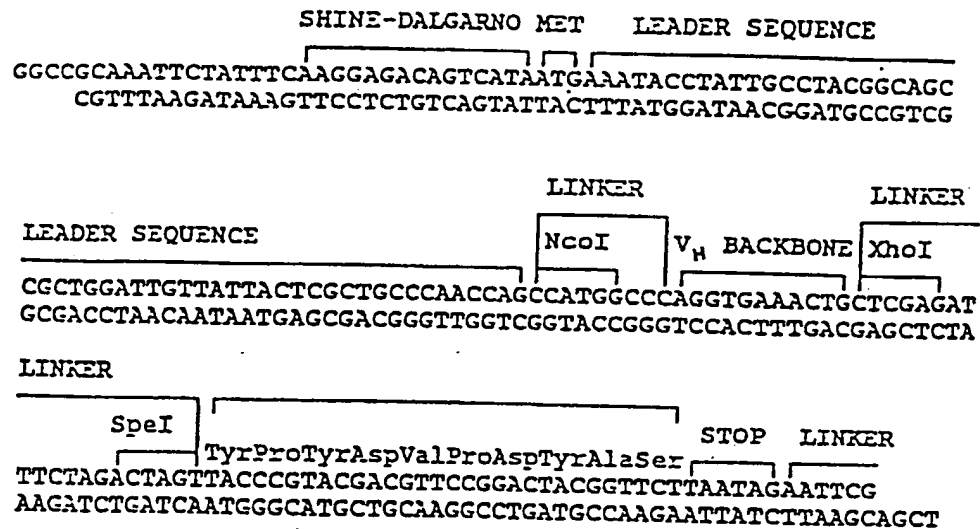 SHINE-DALGARNO MET LEADER SEQUENCE
GGCCGCAAATTCTATTTCAAGGAGACAGTCATAATGAAATACCTATTGCCTACGGCAGC
CGTTTAAGATAAAGTTCCTCTGTCAGTATTACTTTATGGATAACGGATGCCGTCG
LINKER LINKER
LEADER SEQUENCE NcoI VH BACKBONE XhoI
CGCTGGATTGTTATTACTCGCTGCCCAACCAGCCATGGCCCAGGTGAAACTGCTCGAGAT
GCGACCTAACAATAATGAGCGACGGGTTGGTCGGTACCGGGTCCACTTTGACGAGCTCTA
LINKER
SpeI STOP LINKER
TyrProTyrAspValProAspTyrAlaSer
TTCTAGACTAGTTACCCGTACGACGTTCCGGACTACGGTTCTTAATAGAATTCG
AAGATCTGATCAATGGGCATGCTGCAAGGCCTGATGCCAAGAATTATCTTAAGCAGCT